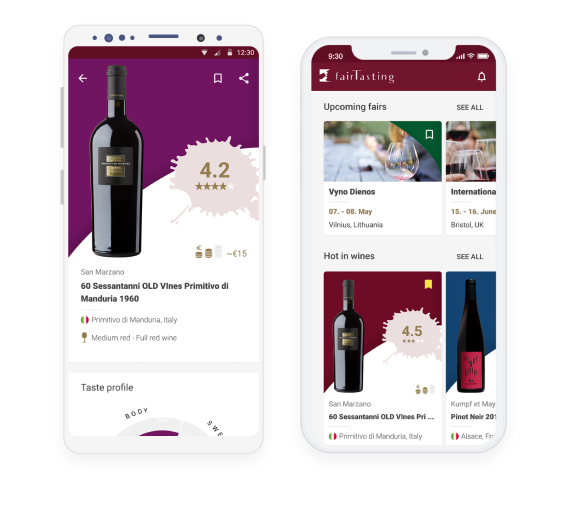 12:30
4.2
~€15
San Marzano
60 Sessantanni OLD VInes Primitivo di
Manduria 1960
Primitivo di Manduria, Italy
Medium red - Full red wine
Taste profile
BODY
SWE
9:30
fairTasting
Upcoming fairs
SEE ALL
Vyno Dienos
07. - 08. May
Vilnius, Lithuania
Internationa
15. - 16. June
Bristol, UK
Hot in wines
SEE ALL
4.5
San Marzano
60 Sessantanni OLD VInes Pri ...
Primitivo di Manduria, Italy
Kumpf et May
Pinot Noir 201
Alsace, Fr